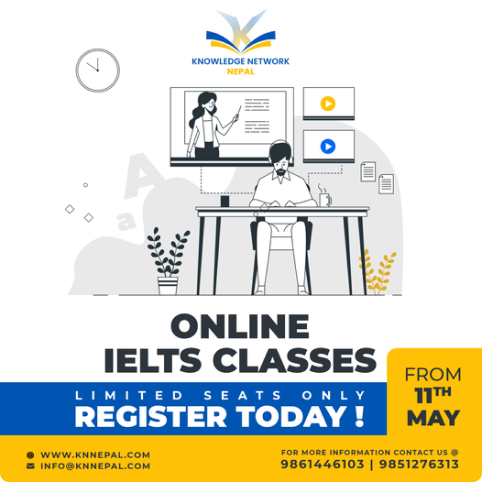 KNOWLEDGE NETWORK
NEPAL
A
a
ONLINE
IELTS CLASSES
LIMITED SEATS ONLY
REGISTER TODAY !
FROM
11TH
MAY
WWW.KNNEPAL.COM
INFO@KNNEPAL.COM
FOR MORE INFORMATION CONTACT US @
9861446103 | 9851276313